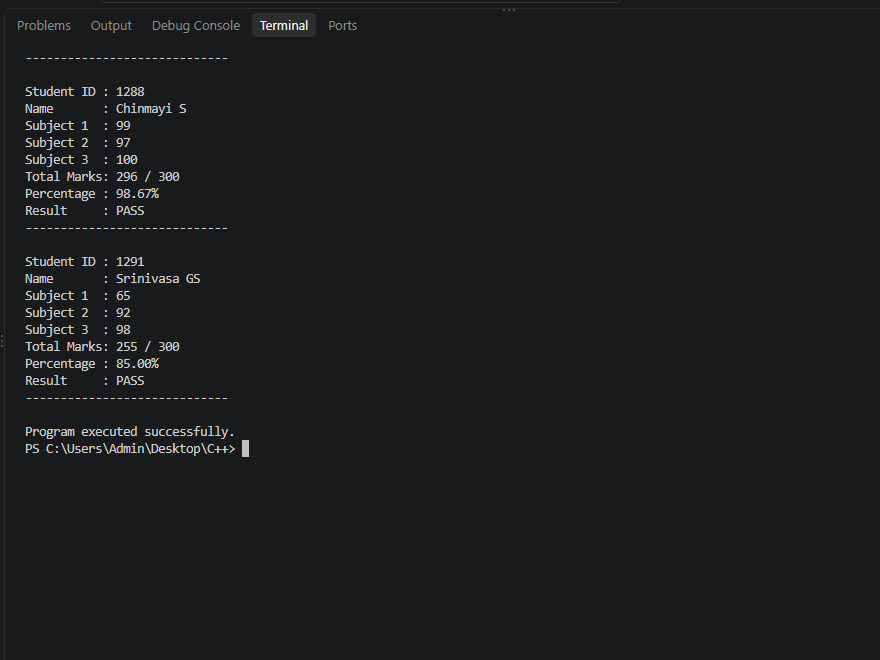 Problems Output Debug Console Terminal Ports
-----------------------------
Student ID : 1288
Name       : Chinmayi S
Subject 1  : 99
Subject 2  : 97
Subject 3  : 100
Total Marks: 296 / 300
Percentage : 98.67%
Result     : PASS
-----------------------------
Student ID : 1291
Name       : Srinivasa GS
Subject 1  : 65
Subject 2  : 92
Subject 3  : 98
Total Marks: 255 / 300
Percentage : 85.00%
Result     : PASS
-----------------------------
Program executed successfully.
PS C:\Users\Admin\Desktop\C++>